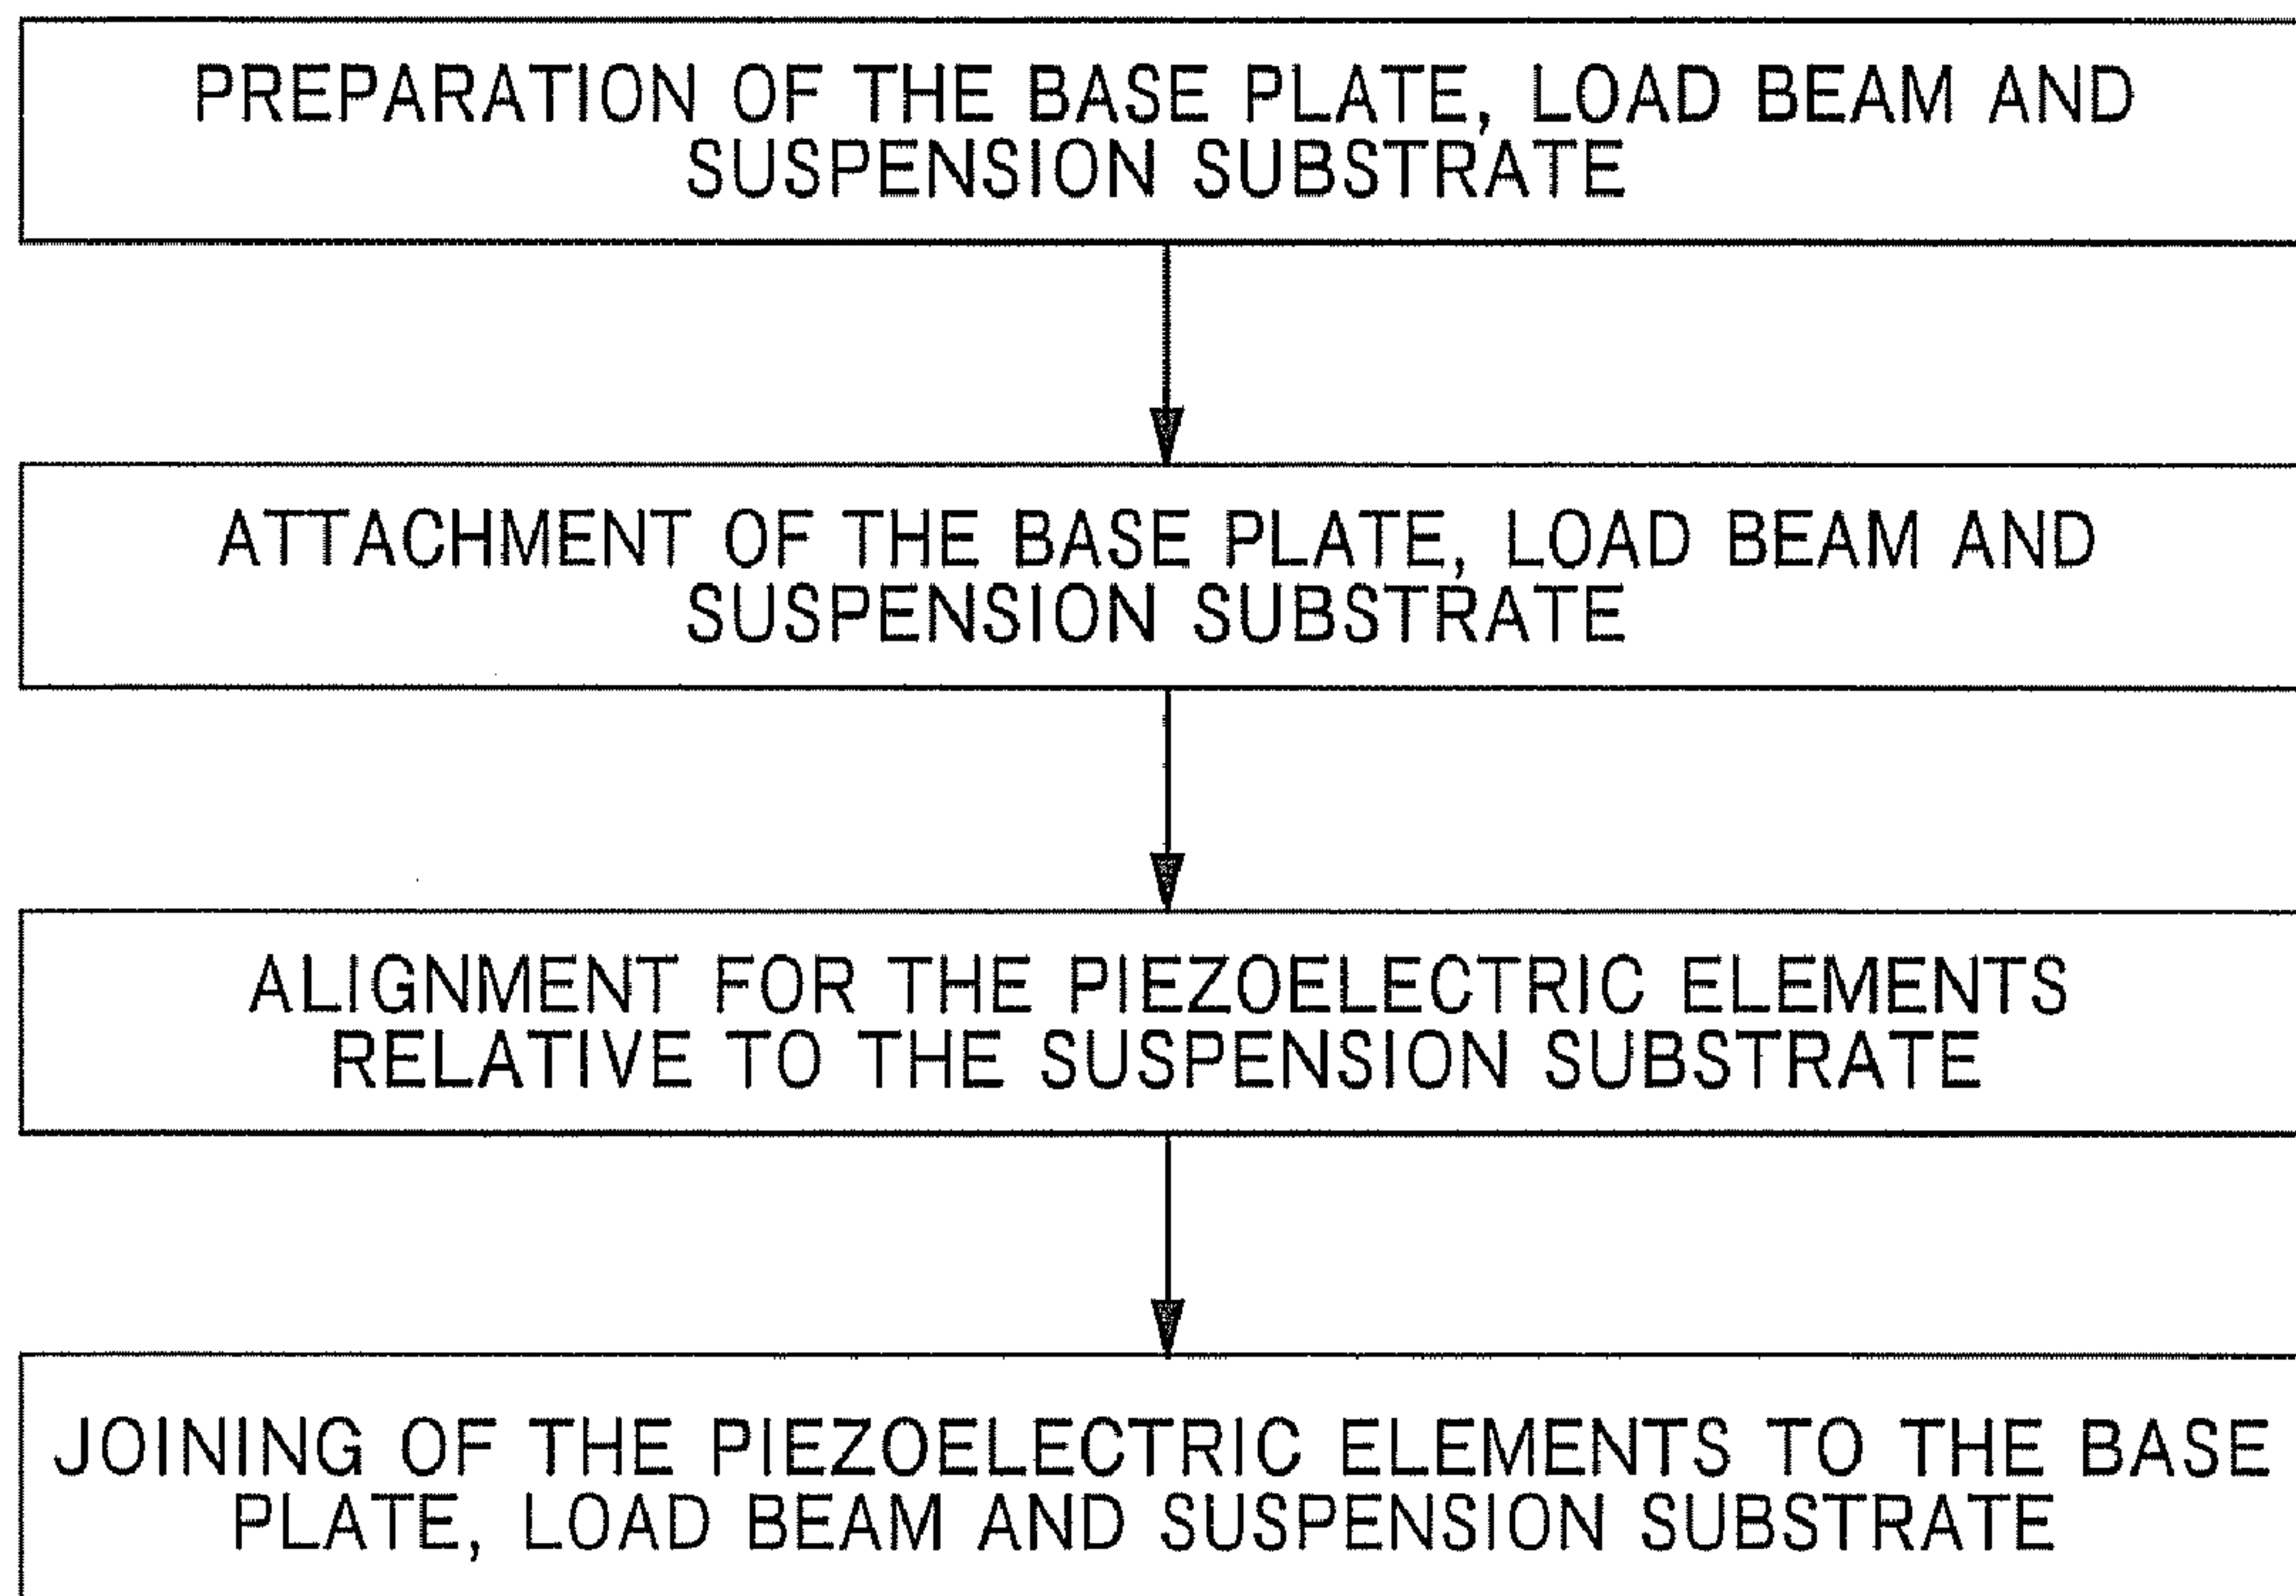 PREPARATION OF THE BASE PLATE, LOAD BEAM AND
SUSPENSION SUBSTRATE
ATTACHMENT OF THE BASE PLATE, LOAD BEAM AND
SUSPENSION SUBSTRATE
ALIGNMENT FOR THE PIEZOELECTRIC ELEMENTS
RELATIVE TO THE SUSPENSION SUBSTRATE
JOINING OF THE PIEZOELECTRIC ELEMENTS TO THE BASE
PLATE, LOAD BEAM AND SUSPENSION SUBSTRATE